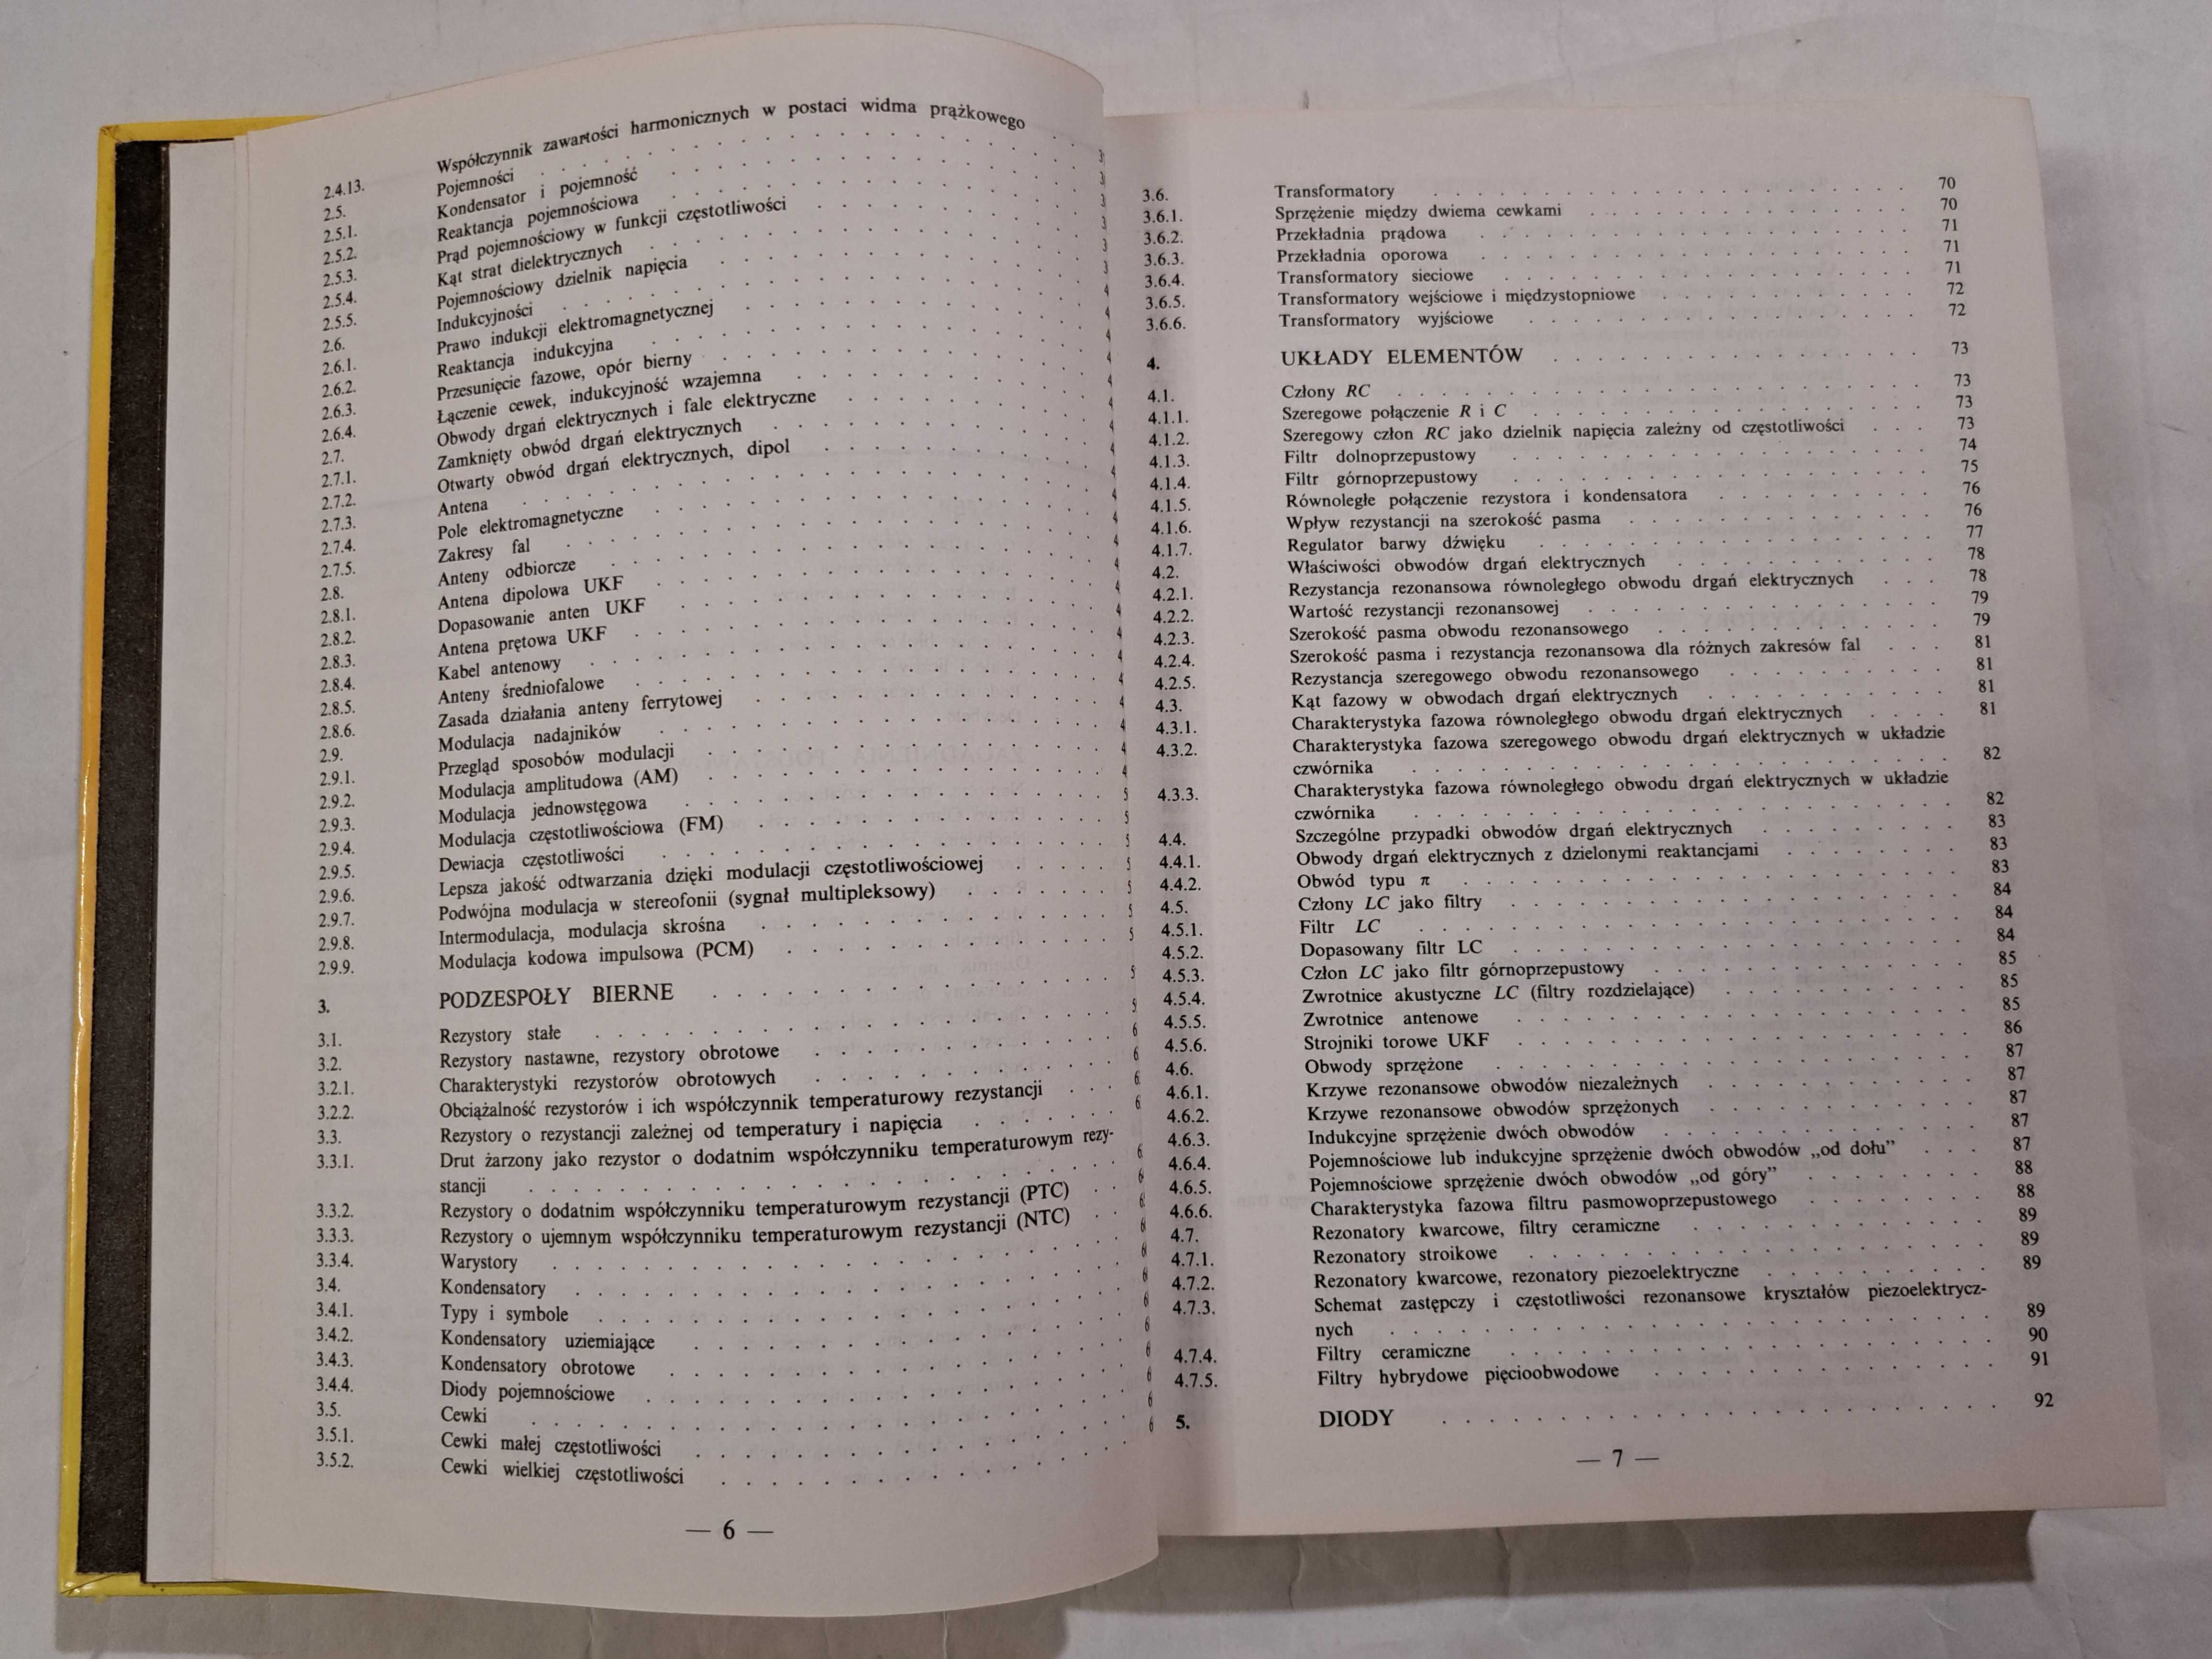 2.4.13. Współczynnik zawartości harmonicznych w postaci widma prążkowego
2.5. Pojemności
2.5.1. Kondensator i pojemność
2.5.2. Reaktancja pojemnościowa
2.5.3. Prąd pojemnościowy w funkcji częstotliwości
2.5.4. Kąt strat dielektrycznych
2.5.5. Pojemnościowy dzielnik napięcia
2.6. Indukcyjności
2.6.1. Prawo indukcji elektromagnetycznej
2.6.2. Reaktancja indukcyjna
2.6.3. Przesunięcie fazowe, opór bierny
2.6.4. Łączenie cewek, indukcyjność wzajemna
2.7. Obwody drgań elektrycznych i fale elektryczne
2.7.1. Zamknięty obwód drgań elektrycznych
2.7.2. Otwarty obwód drgań elektrycznych, dipol
2.7.3. Antena
2.7.4. Pole elektromagnetyczne
2.7.5. Zakresy fal
2.8. Anteny odbiorcze
2.8.1. Antena dipolowa UKF
2.8.2. Dopasowanie anten UKF
2.8.3. Antena prętowa UKF
2.8.4. Kabel antenowy
2.8.5. Anteny średniofalowe
2.8.6. Zasada działania anteny ferrytowej
2.9. Modulacja nadajników
2.9.1. Przegląd sposobów modulacji
2.9.2. Modulacja amplitudowa (AM)
2.9.3. Modulacja jednowstęgowa
2.9.4. Modulacja częstotliwościowa (FM)
2.9.5. Dewiacja częstotliwości
2.9.6. Lepsza jakość odtwarzania dzięki modulacji częstotliwościowej
2.9.7. Podwójna modulacja w stereofonii (sygnał multipleksowy)
2.9.8. Intermodulacja, modulacja skrośna
2.9.9. Modulacja kodowa impulsowa (PCM)
3. PODZESPOŁY BIERNE
3.1. Rezystory stałe
3.2. Rezystory nastawne, rezystory obrotowe
3.2.1. Charakterystyki rezystorów obrotowych
3.2.2. Obciążalność rezystorów i ich współczynnik temperaturowy rezystancji
3.3. Rezystory o rezystancji zależnej od temperatury i napięcia
3.3.1. Drut żarzony jako rezystor o dodatnim współczynniku temperaturowym rezy-
stancji
3.3.2. Rezystory o dodatnim współczynniku temperaturowym rezystancji (PTC)
3.3.3. Rezystory o ujemnym współczynniku temperaturowym rezystancji (NTC)
3.3.4. Warystory
3.4. Kondensatory
3.4.1. Typy i symbole
3.4.2. Kondensatory uziemiające
3.4.3. Kondensatory obrotowe
3.4.4. Diody pojemnościowe
3.5. Cewki
3.5.1. Cewki małej częstotliwości
3.5.2. Cewki wielkiej częstotliwości
— 6 —
3.6. Transformatory 70
3.6.1. Sprzężenie między dwiema cewkami 70
3.6.2. Przekładnia prądowa 71
3.6.3. Przekładnia oporowa 71
3.6.4. Transformatory sieciowe 71
3.6.5. Transformatory wejściowe i międzystopniowe 72
3.6.6. Transformatory wyjściowe 72
4. UKŁADY ELEMENTÓW 73
4.1. Człony RC 73
4.1.1. Szeregowe połączenie R i C 73
4.1.2. Szeregowy człon RC jako dzielnik napięcia zależny od częstotliwości 73
4.1.3. Filtr dolnoprzepustowy 74
4.1.4. Filtr górnoprzepustowy 75
4.1.5. Równoległe połączenie rezystora i kondensatora 76
4.1.6. Wpływ rezystancji na szerokość pasma 76
4.1.7. Regulator barwy dźwięku 77
4.2. Właściwości obwodów drgań elektrycznych 78
4.2.1. Rezystancja rezonansowa równoległego obwodu drgań elektrycznych 78
4.2.2. Wartość rezystancji rezonansowej 79
4.2.3. Szerokość pasma obwodu rezonansowego 79
4.2.4. Szerokość pasma i rezystancja rezonansowa dla różnych zakresów fal 81
4.2.5. Rezystancja szeregowego obwodu rezonansowego 81
4.3. Kąt fazowy w obwodach drgań elektrycznych 81
4.3.1. Charakterystyka fazowa równoległego obwodu drgań elektrycznych 81
4.3.2. Charakterystyka fazowa szeregowego obwodu drgań elektrycznych w układzie
czwórnika 82
4.3.3. Charakterystyka fazowa równoległego obwodu drgań elektrycznych w układzie
czwórnika 82
4.4. Szczególne przypadki obwodów drgań elektrycznych 83
4.4.1. Obwody drgań elektrycznych z dzielonymi reaktancjami 83
4.4.2. Obwód typu π 83
4.5. Człony LC jako filtry 84
4.5.1. Filtr LC 84
4.5.2. Dopasowany filtr LC 84
4.5.3. Człon LC jako filtr górnoprzepustowy 85
4.5.4. Zwrotnice akustyczne LC (filtry rozdzielające) 85
4.5.5. Zwrotnice antenowe 85
4.5.6. Strojniki torowe UKF 86
4.6. Obwody sprzężone 87
4.6.1. Krzywe rezonansowe obwodów niezależnych 87
4.6.2. Krzywe rezonansowe obwodów sprzężonych 87
4.6.3. Indukcyjne sprzężenie dwóch obwodów 87
4.6.4. Pojemnościowe lub indukcyjne sprzężenie dwóch obwodów „od dołu” 87
4.6.5. Pojemnościowe sprzężenie dwóch obwodów „od góry” 88
4.6.6. Charakterystyka fazowa filtru pasmowoprzepustowego 88
4.7. Rezonatory kwarcowe, filtry ceramiczne 89
4.7.1. Rezonatory stroikowe 89
4.7.2. Rezonatory kwarcowe, rezonatory piezoelektryczne 89
4.7.3. Schemat zastępczy i częstotliwości rezonansowe kryształów piezoelektrycz-
nych 89
4.7.4. Filtry ceramiczne 90
4.7.5. Filtry hybrydowe pięcioobwodowe 91
5. DIODY 92
— 7 —